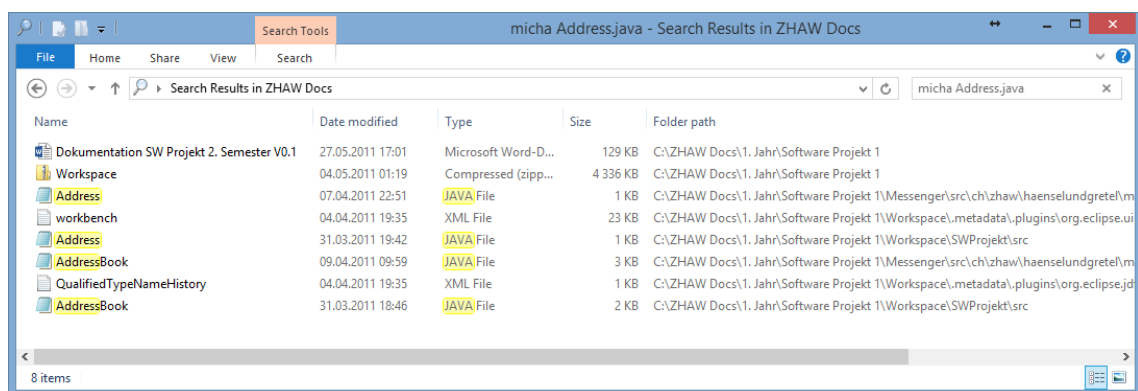 Search Tools micha Address.java - Search Results in ZHAW Docs
File Home Share View Search
Search Results in ZHAW Docs micha Address.java
Name Date modified Type Size Folder path
Dokumentation SW Projekt 2. Semester V0.1 27.05.2011 17:01 Microsoft Word-D... 129 KB C:\ZHAW Docs\1. Jahr\Software Projekt 1
Workspace 04.05.2011 01:19 Compressed (zipp... 4 336 KB C:\ZHAW Docs\1. Jahr\Software Projekt 1
Address 07.04.2011 22:51 JAVA File 1 KB C:\ZHAW Docs\1. Jahr\Software Projekt 1\Messenger\src\ch\zhaw\haenselundgretel\m
workbench 04.04.2011 19:35 XML File 23 KB C:\ZHAW Docs\1. Jahr\Software Projekt 1\Workspace\.metadata\.plugins\org.eclipse.ui
Address 31.03.2011 19:42 JAVA File 1 KB C:\ZHAW Docs\1. Jahr\Software Projekt 1\Workspace\SWProjekt\src
AddressBook 09.04.2011 09:59 JAVA File 3 KB C:\ZHAW Docs\1. Jahr\Software Projekt 1\Messenger\src\ch\zhaw\haenselundgretel\m
QualifiedTypeNameHistory 04.04.2011 19:35 XML File 1 KB C:\ZHAW Docs\1. Jahr\Software Projekt 1\Workspace\.metadata\.plugins\org.eclipse.jd
AddressBook 31.03.2011 18:46 JAVA File 2 KB C:\ZHAW Docs\1. Jahr\Software Projekt 1\Workspace\SWProjekt\src
8 items